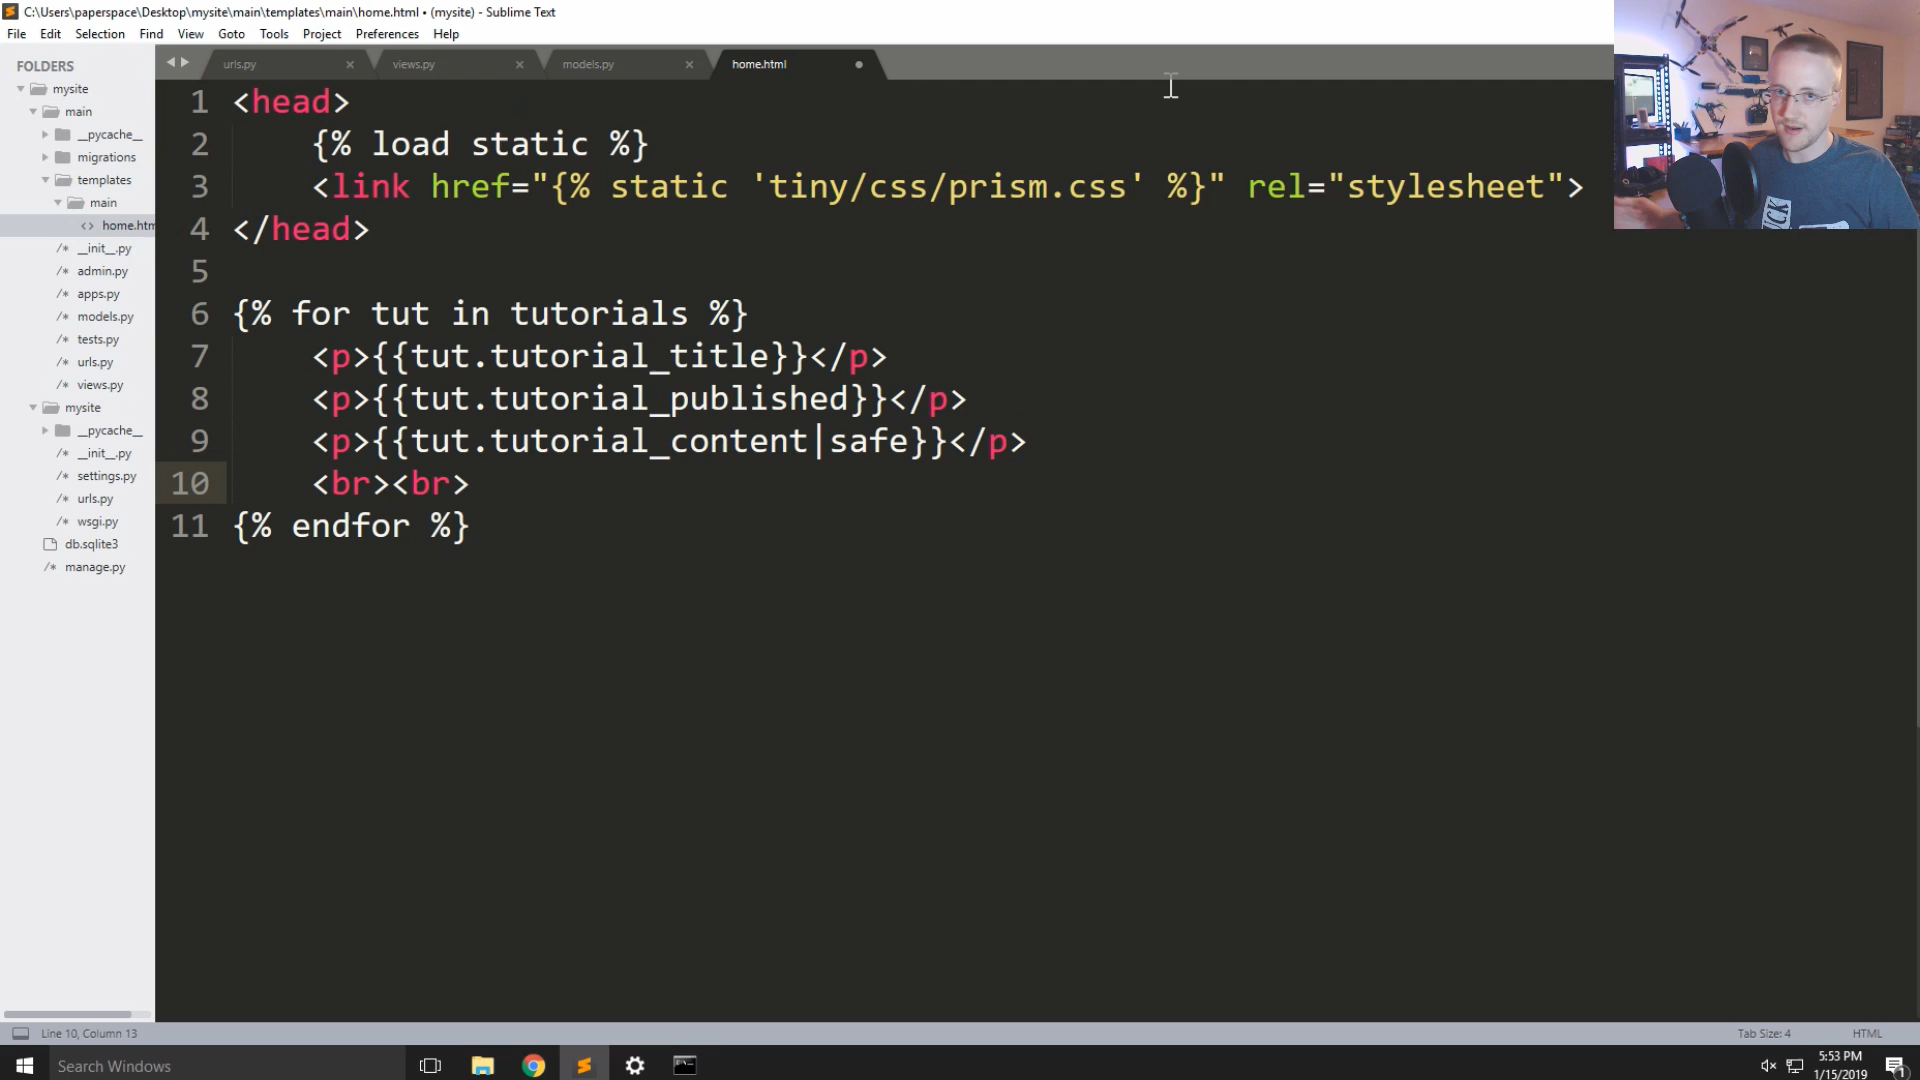 C:\Users\paperspace\Desktop\mysite\main\templates\main\home.html • (mysite) - Sublime Text
File Edit Selection Find View Goto Tools Project Preferences Help
FOLDERS
mysite
main
__pycache__
migrations
templates
main
<> home.htm
/* __init__.py
/* admin.py
/* apps.py
/* models.py
/* tests.py
/* urls.py
/* views.py
mysite
__pycache__
/* __init__.py
/* settings.py
/* urls.py
/* wsgi.py
db.sqlite3
/* manage.py
urls.py × views.py × models.py × home.html
1 <head>
2 {% load static %}
3 <link href="{% static 'tiny/css/prism.css' %}" rel="stylesheet">
4 </head>
5
6 {% for tut in tutorials %}
7 <p>{{tut.tutorial_title}}</p>
8 <p>{{tut.tutorial_published}}</p>
9 <p>{{tut.tutorial_content|safe}}</p>
10 <br><br>
11 {% endfor %}
Line 10, Column 13
Tab Size: 4
HTML
Search Windows
5:53 PM
1/15/2019
1